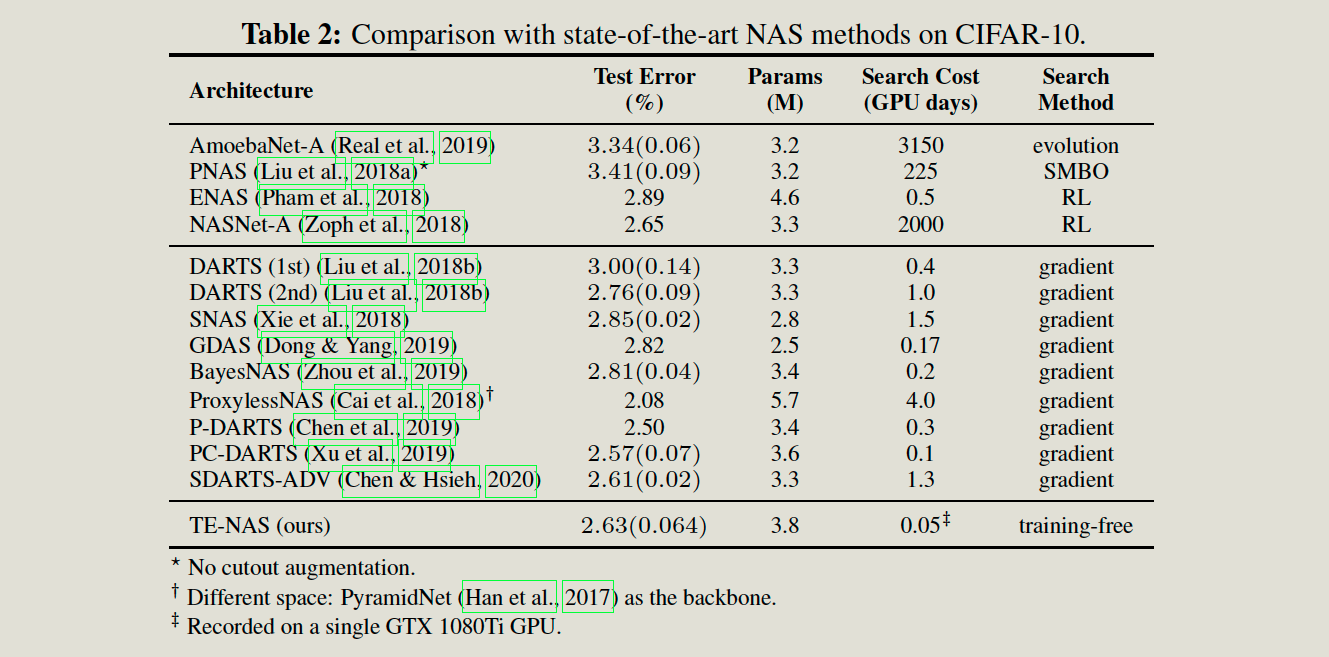 Table 2: Comparison with state-of-the-art NAS methods on CIFAR-10.
Architecture Test Error (%) Params (M) Search Cost (GPU days) Search Method
AmoebaNet-A (Real et al., 2019) 3.34(0.06) 3.2 3150 evolution
PNAS (Liu et al., 2018a)⋆ 3.41(0.09) 3.2 225 SMBO
ENAS (Pham et al., 2018) 2.89 4.6 0.5 RL
NASNet-A (Zoph et al., 2018) 2.65 3.3 2000 RL
DARTS (1st) (Liu et al., 2018b) 3.00(0.14) 3.3 0.4 gradient
DARTS (2nd) (Liu et al., 2018b) 2.76(0.09) 3.3 1.0 gradient
SNAS (Xie et al., 2018) 2.85(0.02) 2.8 1.5 gradient
GDAS (Dong & Yang, 2019) 2.82 2.5 0.17 gradient
BayesNAS (Zhou et al., 2019) 2.81(0.04) 3.4 0.2 gradient
ProxylessNAS (Cai et al., 2018)† 2.08 5.7 4.0 gradient
P-DARTS (Chen et al., 2019) 2.50 3.4 0.3 gradient
PC-DARTS (Xu et al., 2019) 2.57(0.07) 3.6 0.1 gradient
SDARTS-ADV (Chen & Hsieh, 2020) 2.61(0.02) 3.3 1.3 gradient
TE-NAS (ours) 2.63(0.064) 3.8 0.05‡ training-free
⋆ No cutout augmentation.
† Different space: PyramidNet (Han et al., 2017) as the backbone.
‡ Recorded on a single GTX 1080Ti GPU.